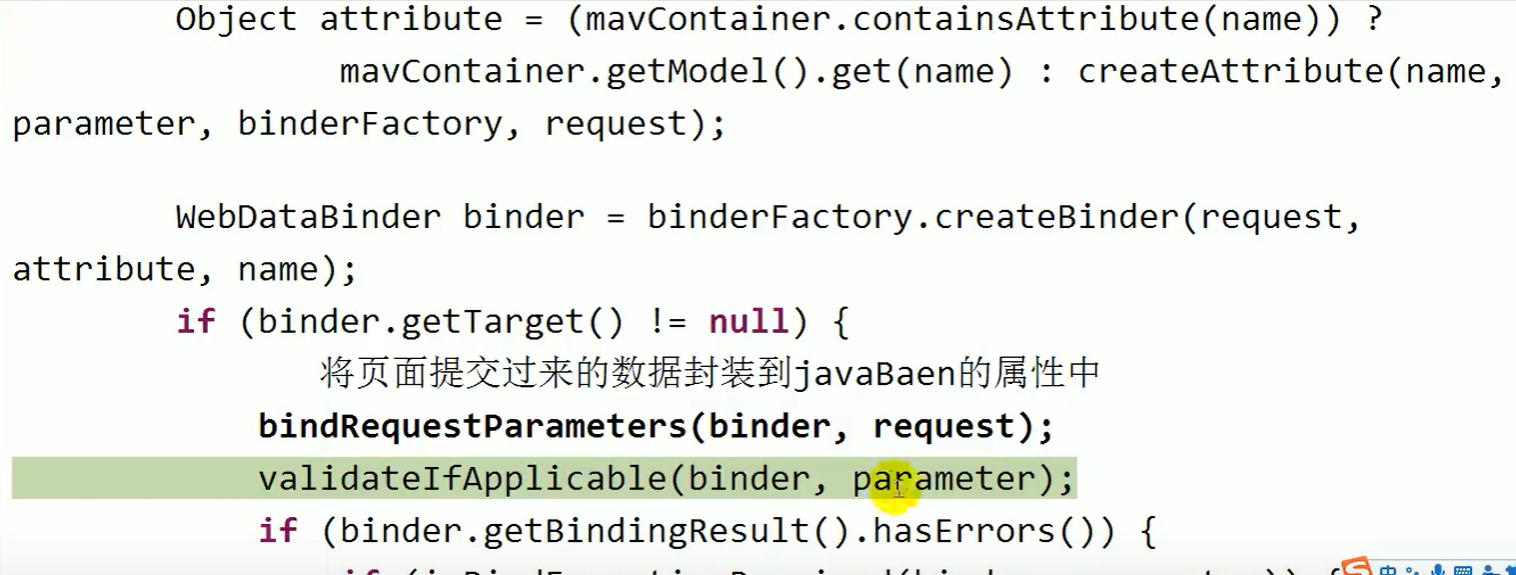 Object attribute = (mavContainer.containsAttribute(name)) ?
mavContainer.getModel().get(name) : createAttribute(name,
parameter, binderFactory, request);
WebDataBinder binder = binderFactory.createBinder(request,
attribute, name);
if (binder.getTarget() != null) {
将页面提交过来的数据封装到javaBaen的属性中
bindRequestParameters(binder, request);
validateIfApplicable(binder, parameter);
if (binder.getBindingResult().hasErrors()) {
中